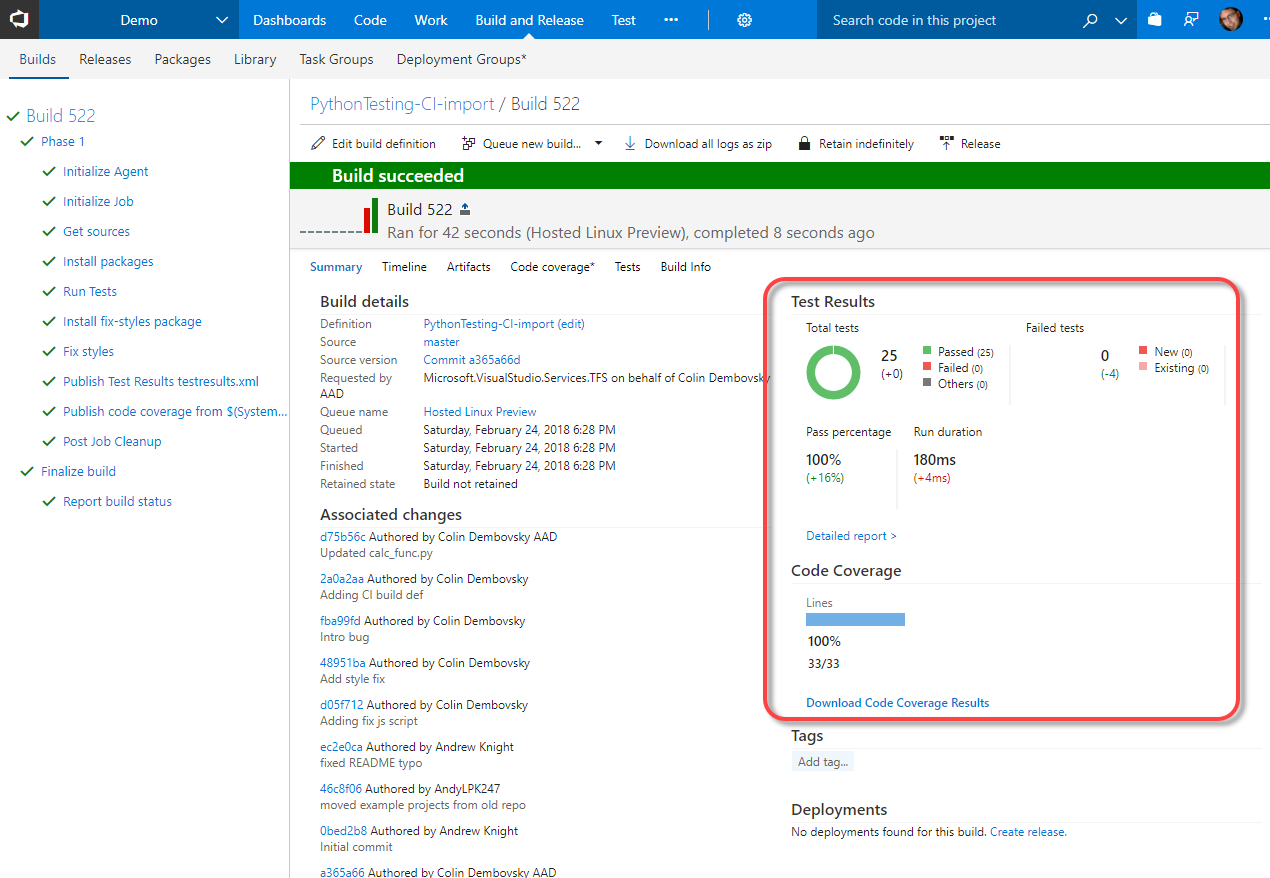 Demo
Dashboards Code Work Build and Release Test ••• Search code in this project
Builds Releases Packages Library Task Groups Deployment Groups*
Build 522
Phase 1
Initialize Agent
Initialize Job
Get sources
Install packages
Run Tests
Install fix-styles package
Fix styles
Publish Test Results testresults.xml
Publish code coverage from $(System...
Post Job Cleanup
Finalize build
Report build status
PythonTesting-CI-import / Build 522
Edit build definition Queue new build... Download all logs as zip Retain indefinitely Release
Build succeeded
Build 522
Ran for 42 seconds (Hosted Linux Preview), completed 8 seconds ago
Summary Timeline Artifacts Code coverage* Tests Build Info
Build details
Definition PythonTesting-CI-import (edit)
Source master
Source version Commit a365a66d
Requested by Microsoft.VisualStudio.Services.TFS on behalf of Colin Dembovsky
AAD
Queue name Hosted Linux Preview
Queued Saturday, February 24, 2018 6:28 PM
Started Saturday, February 24, 2018 6:28 PM
Finished Saturday, February 24, 2018 6:28 PM
Retained state Build not retained
Associated changes
d75b56c Authored by Colin Dembovsky AAD
Updated calc_func.py
2a0a2aa Authored by Colin Dembovsky
Adding CI build def
fba99fd Authored by Colin Dembovsky
Intro bug
48951ba Authored by Colin Dembovsky
Add style fix
d05f712 Authored by Colin Dembovsky
Adding fix js script
ec2e0ca Authored by Andrew Knight
fixed README typo
46c8f06 Authored by AndyLPK247
moved example projects from old repo
0bed2b8 Authored by Andrew Knight
Initial commit
a365a66 Authored by Colin Dembovsky AAD
Test Results
Total tests
25
(+0)
Passed (25)
Failed (0)
Others (0)
Failed tests
0
(-4)
New (0)
Existing (0)
Pass percentage
100%
(+16%)
Run duration
180ms
(+4ms)
Detailed report >
Code Coverage
Lines
100%
33/33
Download Code Coverage Results
Tags
Add tag...
Deployments
No deployments found for this build. Create release.